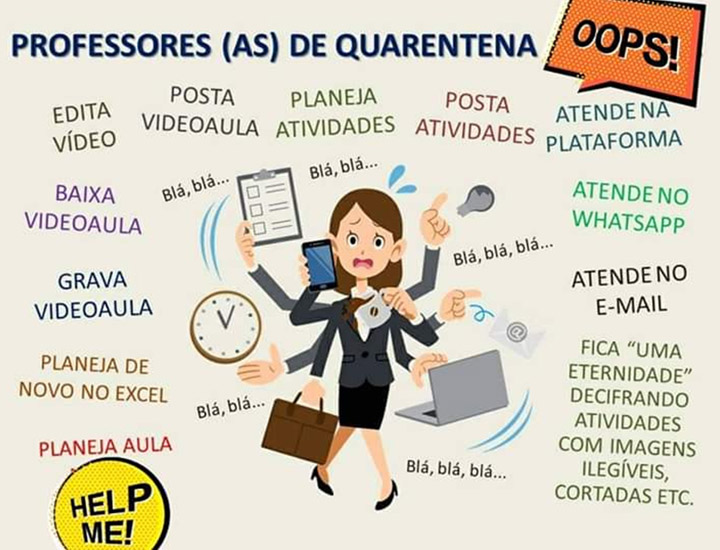 PROFESSORES (AS) DE QUARENTENA
OOPS!
EDITA
VÍDEO
POSTA
VIDEOAULA
PLANEJA
ATIVIDADES
POSTA
ATIVIDADES
ATENDE NA
PLATAFORMA
Blá, blá...
Blá, blá...
BAIXA
VIDEOAULA
ATENDE NO
WHATSAPP
Blá, blá, blá...
GRAVA
VIDEOAULA
ATENDE NO
E-MAIL
@
PLANEJA DE
NOVO NO EXCEL
FICA “UMA
ETERNIDADE”
DECIFRANDO
ATIVIDADES
COM IMAGENS
ILEGÍVEIS,
CORTADAS ETC.
Blá, blá...
PLANEJA AULA
Blá, blá, blá...
HELP
ME!